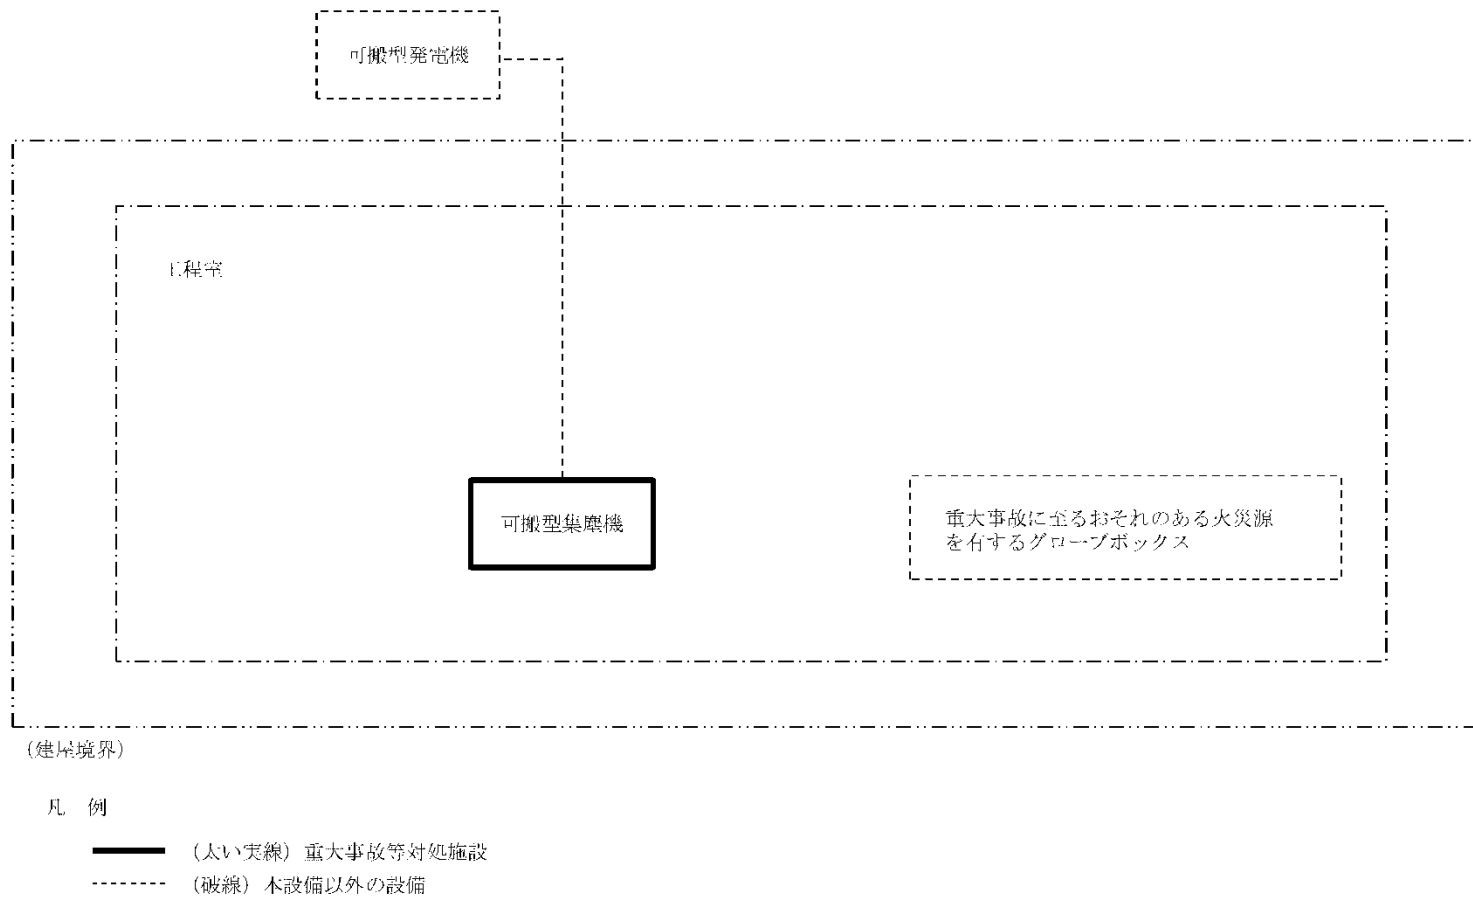 可搬型発電機
工程室
可搬型集塵機
重大事故に至るおそれのある火災源
を有するグローブボックス
(建屋境界)
凡 例
(太い実線) 重大事故等対処施設
(破線) 本設備以外の設備